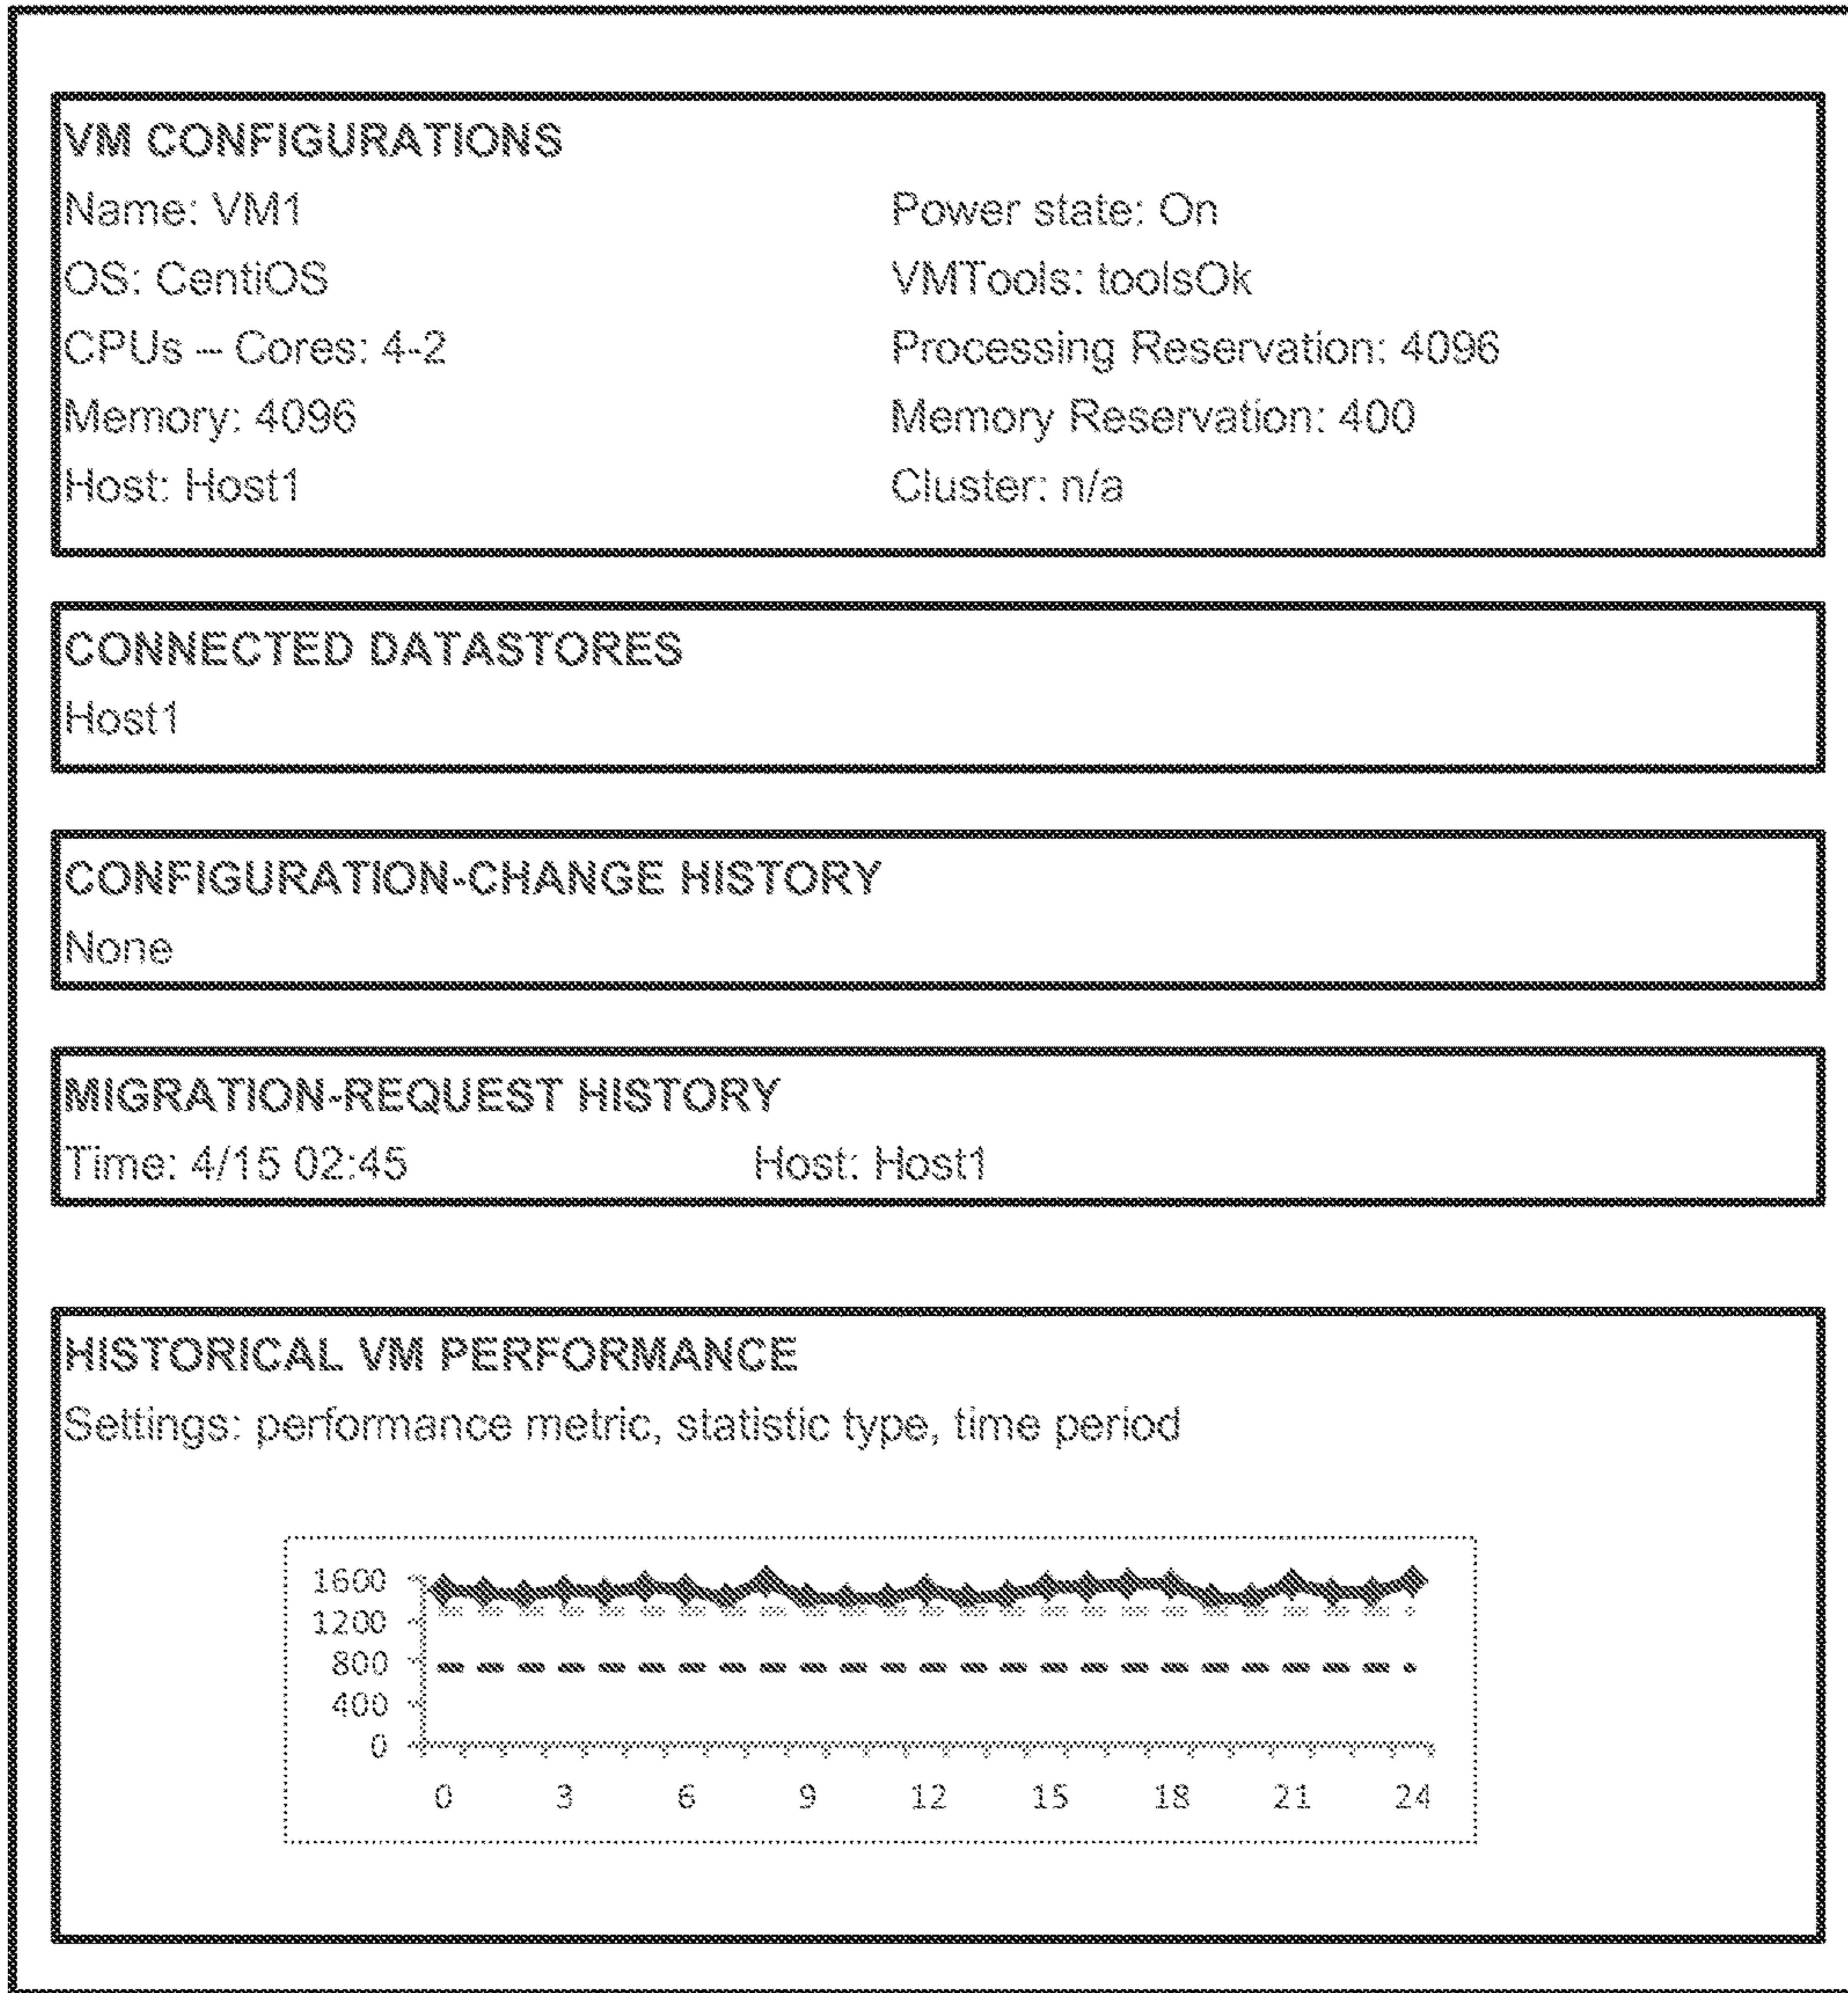 VM CONFIGURATIONS
Name: VM1 Power state: On
OS: CentiOS VMTools: toolsOk
CPUs – Cores: 4-2 Processing Reservation: 4096
Memory: 4096 Memory Reservation: 400
Host: Host1 Cluster: n/a
CONNECTED DATASTORES
Host1
CONFIGURATION-CHANGE HISTORY
None
MIGRATION-REQUEST HISTORY
Time: 4/15 02:45 Host: Host1
HISTORICAL VM PERFORMANCE
Settings: performance metric, statistic type, time period
1600
1200
800
400
0
0 3 6 9 12 15 18 21 24